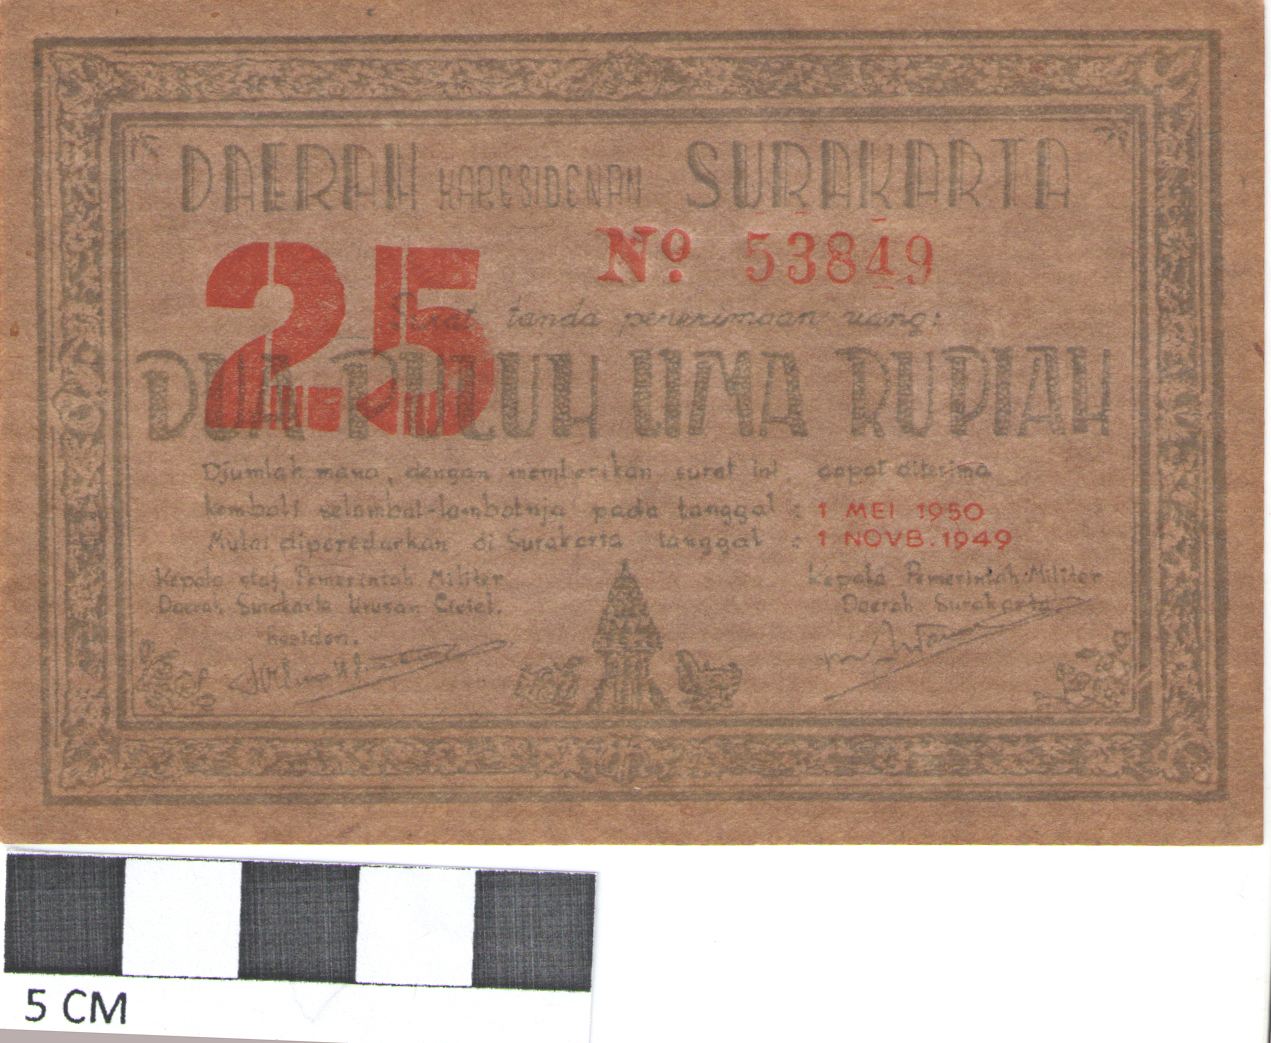 DAERAH KARESIDENAN SURAKARTA
25
No. 53849
Surat tanda penerimaan uang:
DUA PULUH LIMA RUPIAH
Djumlah mana, dengan memberikan surat ini, dapat diterima
kembali selambat-lambatnja pada tanggal : 1 MEI 1950
Mulai diperedarkan di Surakarta tanggal : 1 NOVB. 1949
Kepala staf Pemerintah Militer
Daerah Surakarta Urusan Civiel.
Residen.
Kepala Pemerintah Militer
Daerah Surakarta.
5 CM